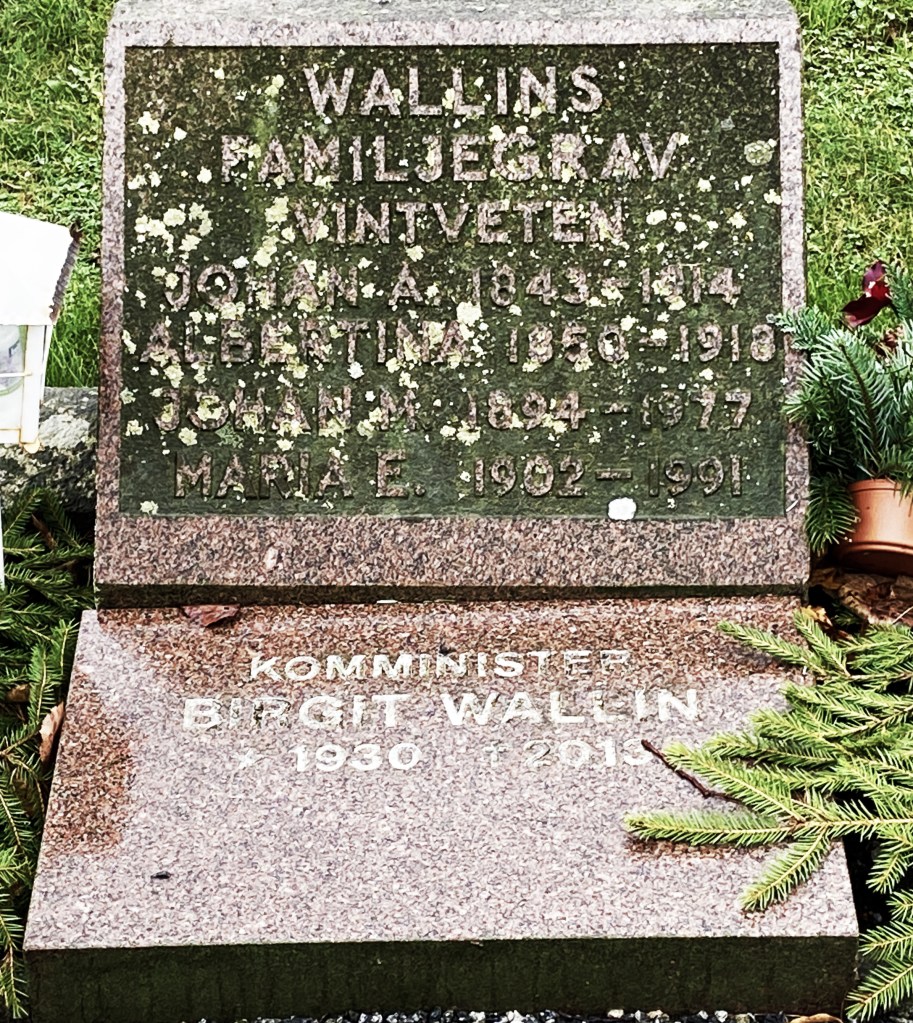 WALLINS
FAMILJEGRAV
VINTVETEN
JOHAN A. 1843-1914
ALBERTINA 1850-1918
JOHAN.M. 1894-1977
MARIA E. 1902-1991
KOMMINISTER
BIRGIT WALLIN
* 1930 † 2013